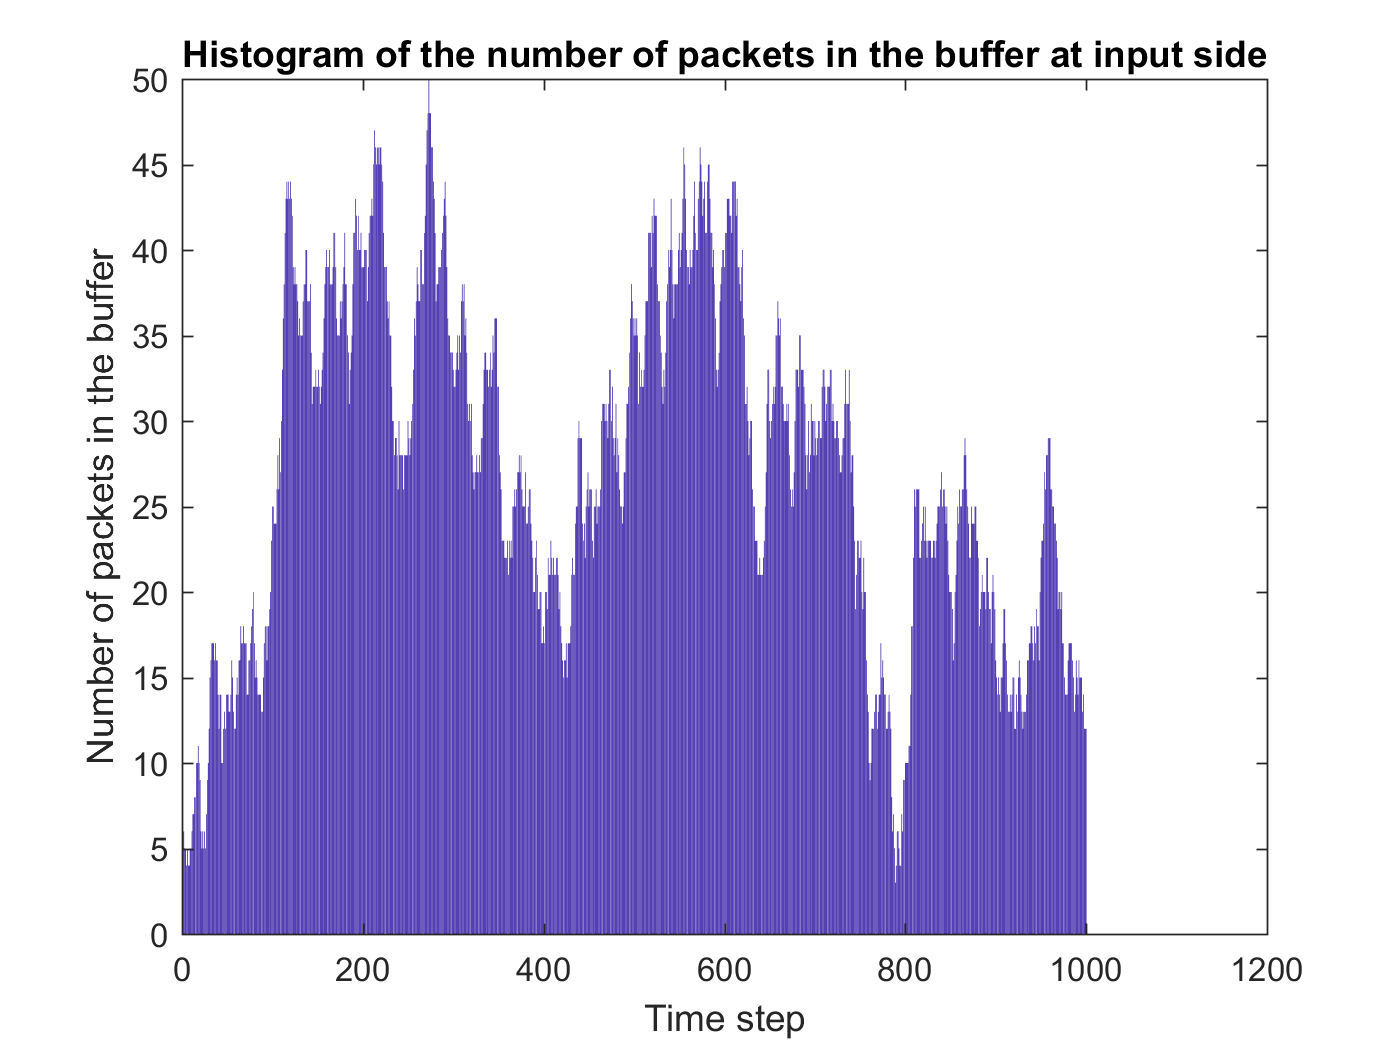 Histogram of the number of packets in the buffer at input side
50
45
40
35
30
25
20
15
10
5
0
Number of packets in the buffer
0 200 400 600 800 1000 1200
Time step